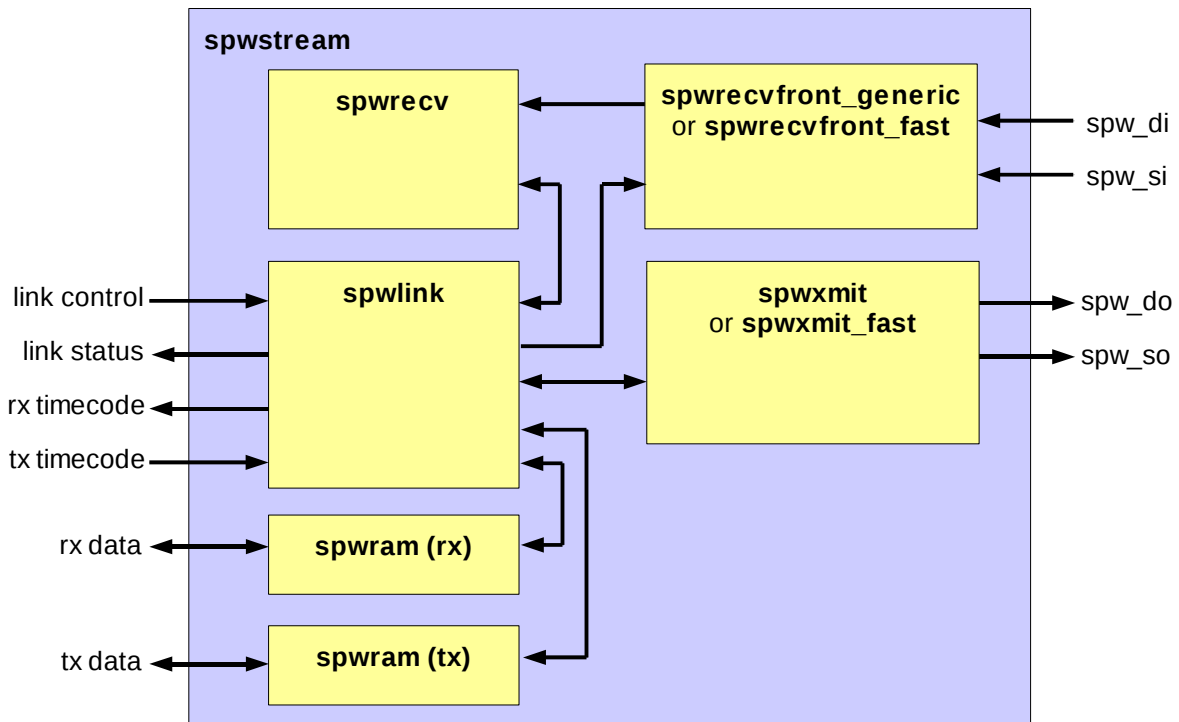 spwstream
spwrecv
spwrecvfront_generic
or spwrecvfront_fast
spw_di
spw_si
link control
link status
rx timecode
tx timecode
spwlink
spwxmit
or spwxmit_fast
spw_do
spw_so
rx data
spwram (rx)
tx data
spwram (tx)